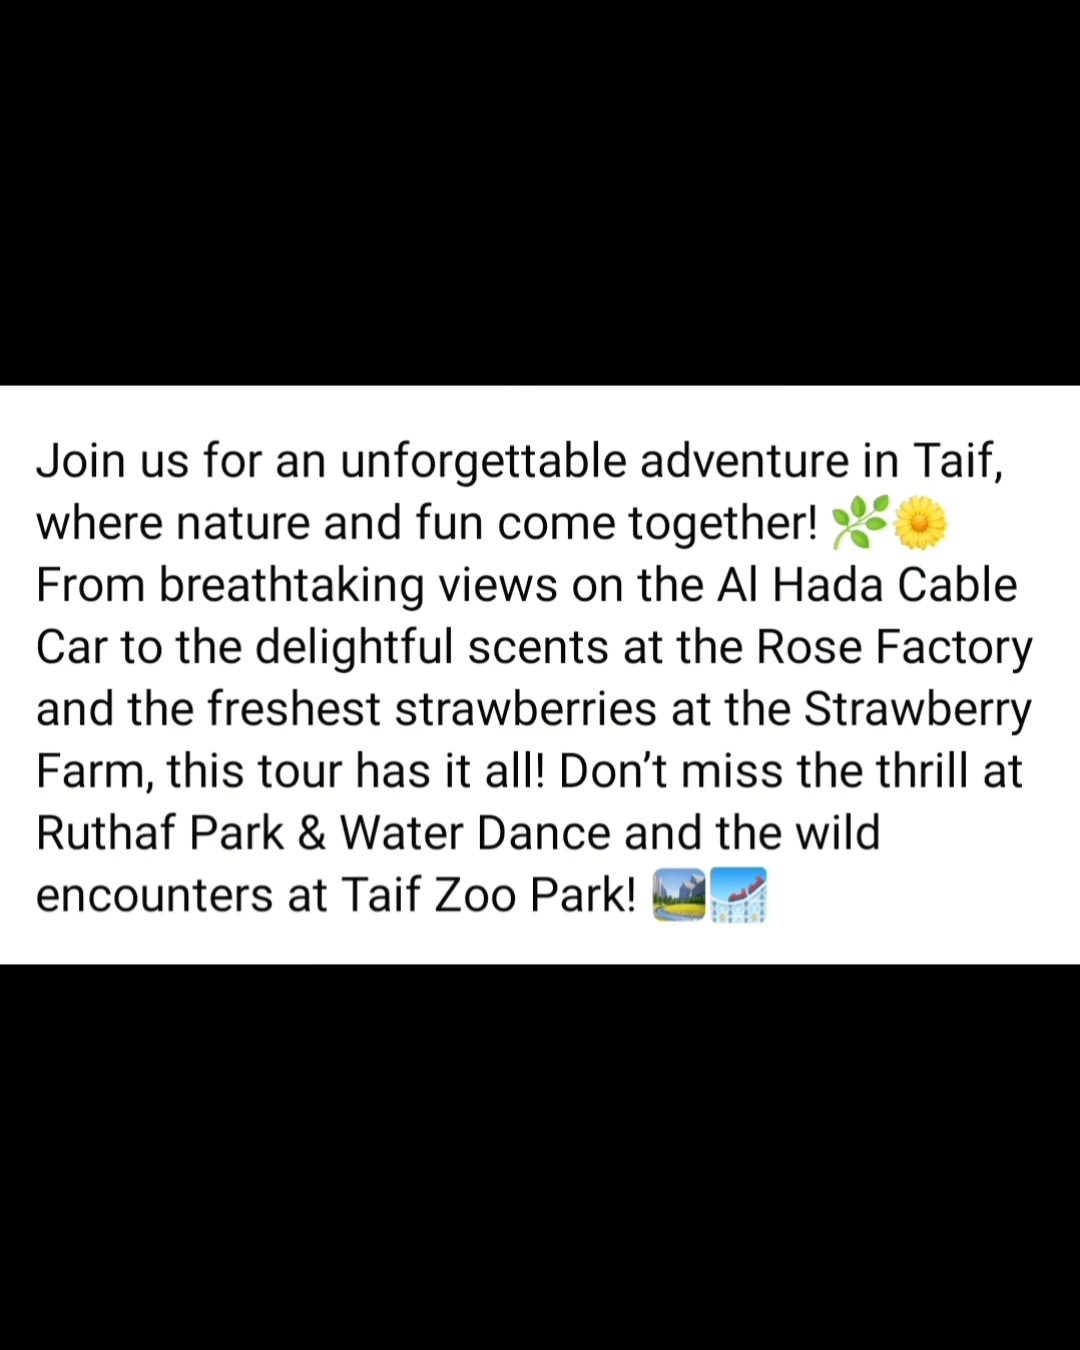 Join us for an unforgettable adventure in Taif,
where nature and fun come together! 🌿🌼
From breathtaking views on the Al Hada Cable
Car to the delightful scents at the Rose Factory
and the freshest strawberries at the Strawberry
Farm, this tour has it all! Don’t miss the thrill at
Ruthaf Park & Water Dance and the wild
encounters at Taif Zoo Park! 🏞️🎢